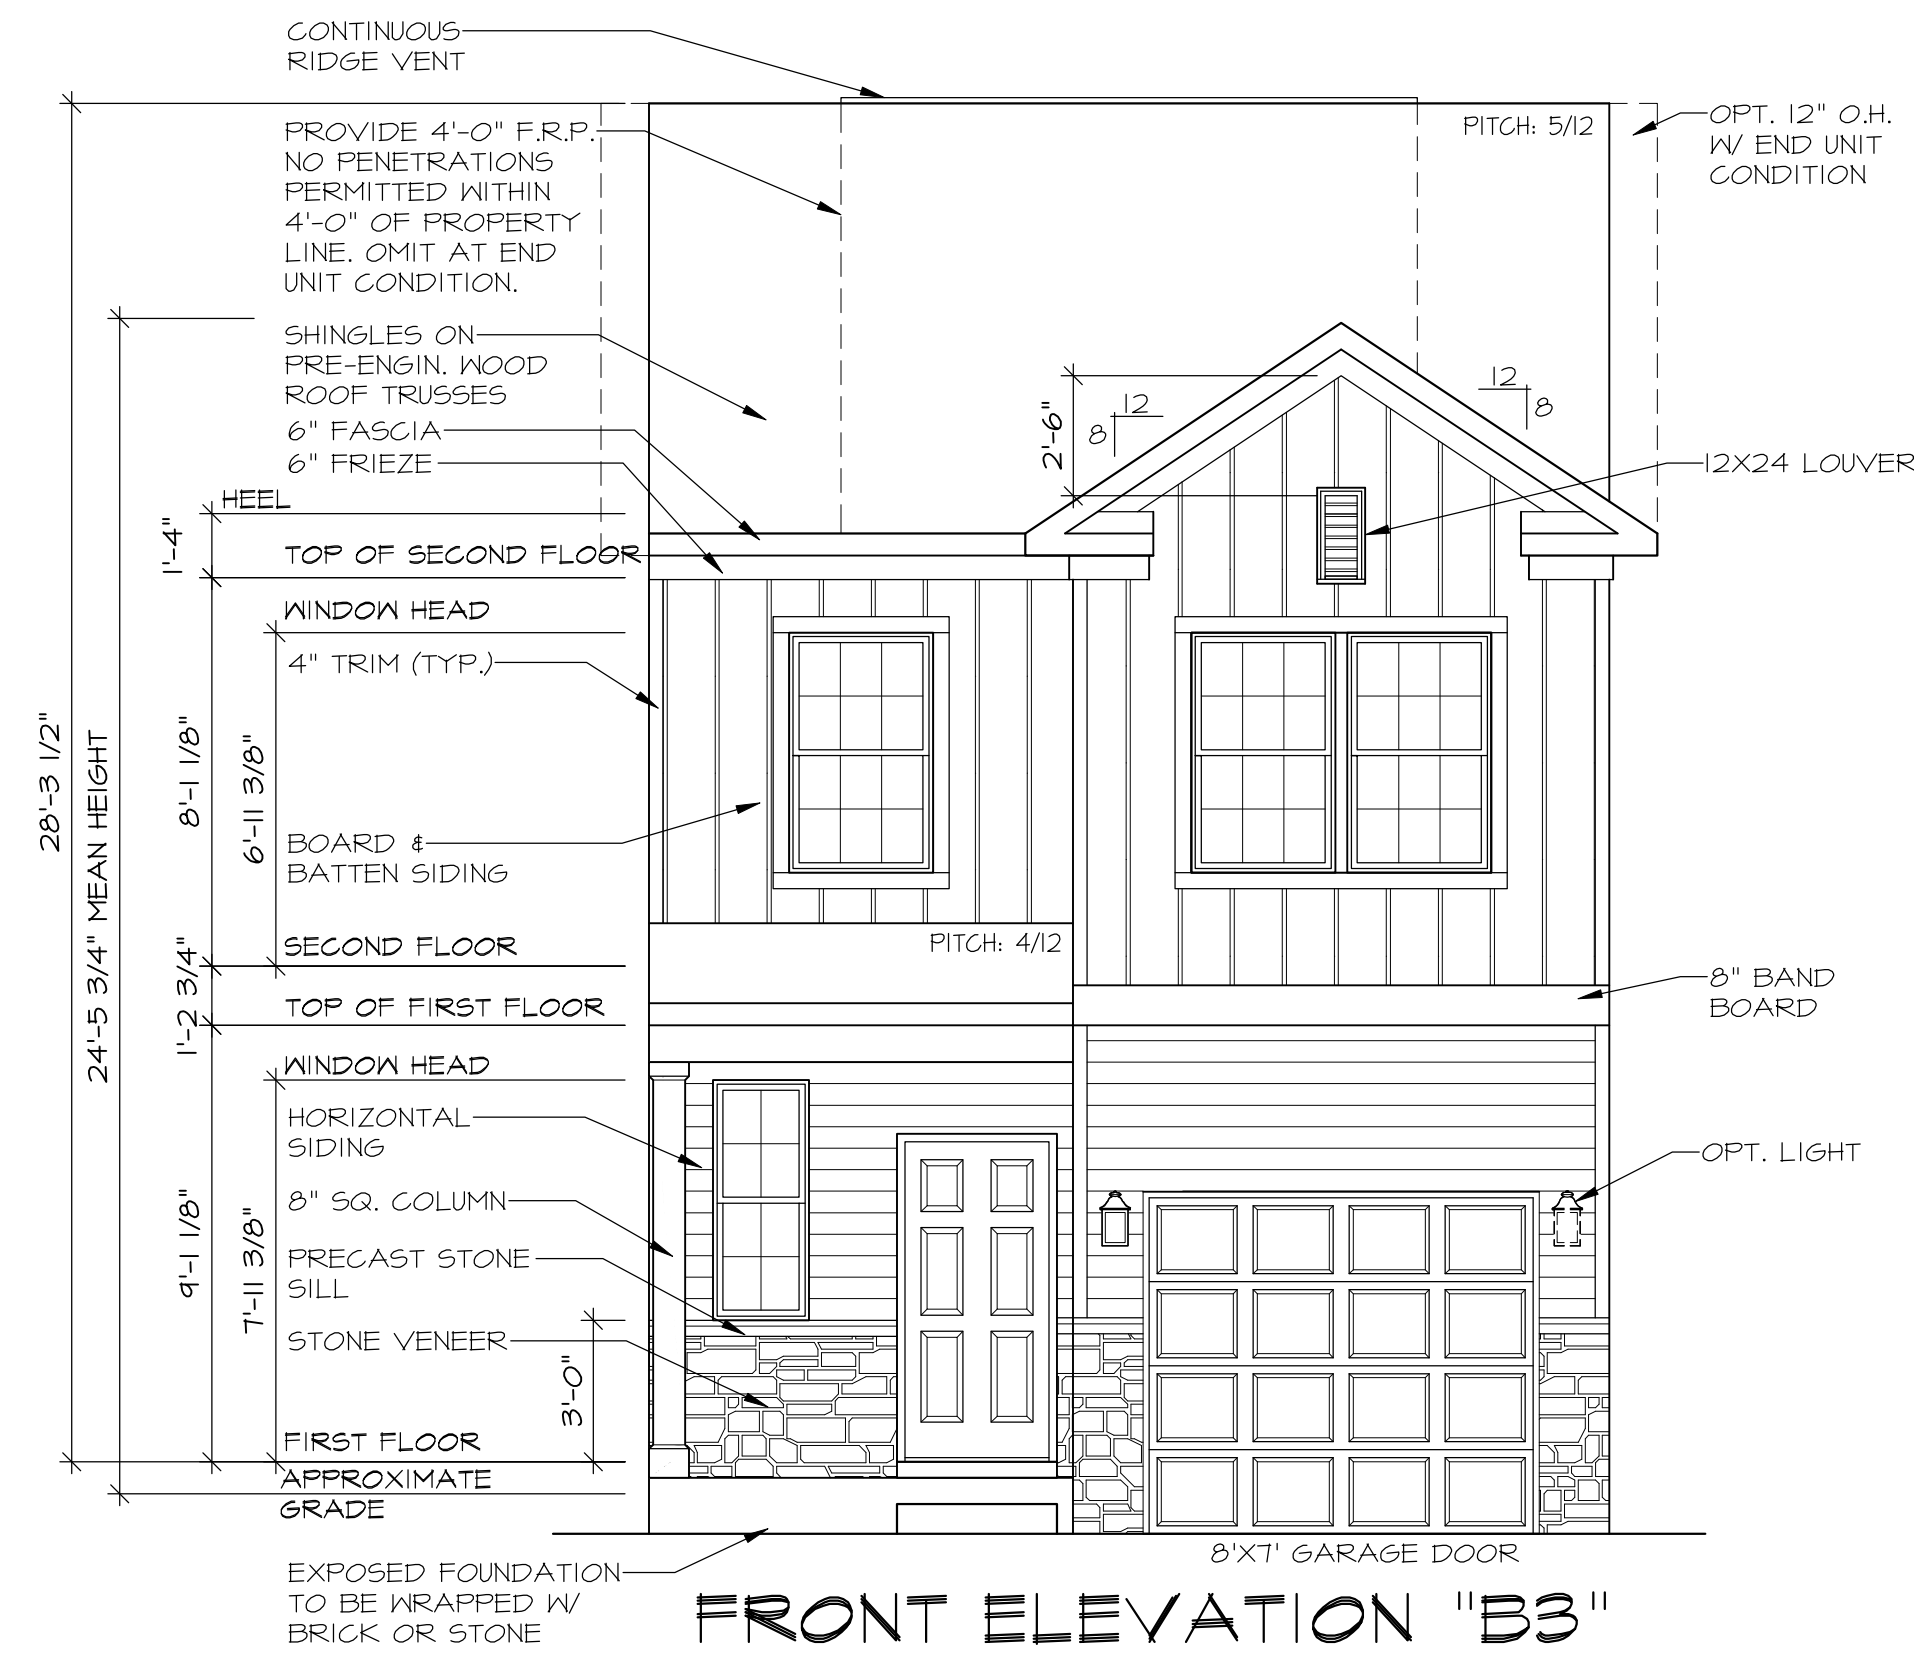 CONTINUOUS
RIDGE VENT
PROVIDE 4'-0" F.R.P.
NO PENETRATIONS
PERMITTED WITHIN
4'-0" OF PROPERTY
LINE. OMIT AT END
UNIT CONDITION.
PITCH: 5/12
OPT. 12" O.H.
W/ END UNIT
CONDITION
SHINGLES ON
PRE-ENGIN. WOOD
ROOF TRUSSES
6" FASCIA
6" FRIEZE
2'-6"
12
8
12
8
12X24 LOUVER
HEEL
1'-4"
TOP OF SECOND FLOOR
WINDOW HEAD
4" TRIM (TYP.)
28'-3 1/2"
24'-5 3/4" MEAN HEIGHT
8'-1 1/8"
6'-11 3/8"
BOARD &
BATTEN SIDING
SECOND FLOOR
PITCH: 4/12
1'-2 3/4"
TOP OF FIRST FLOOR
8" BAND
BOARD
WINDOW HEAD
HORIZONTAL
SIDING
OPT. LIGHT
8" SQ. COLUMN
9'-1 1/8"
7'-11 3/8"
PRECAST STONE
SILL
STONE VENEER
3'-0"
FIRST FLOOR
APPROXIMATE
GRADE
8'X7' GARAGE DOOR
EXPOSED FOUNDATION
TO BE WRAPPED W/
BRICK OR STONE
FRONT ELEVATION "B3"